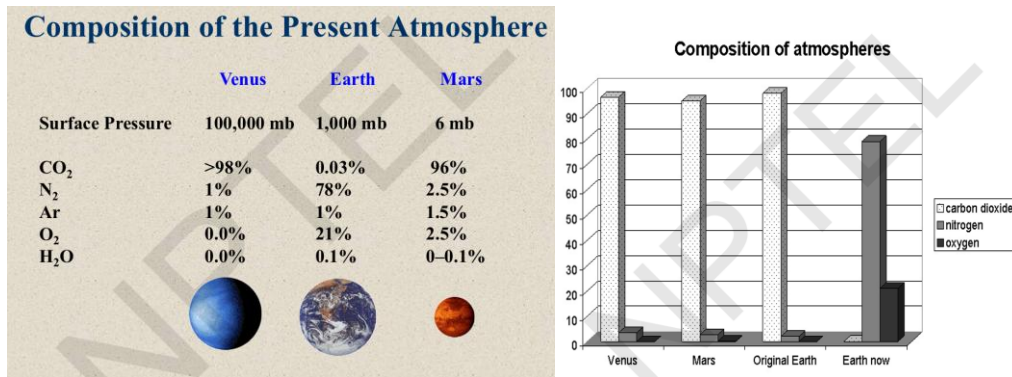 Composition of the Present Atmosphere
Venus Earth Mars
Surface Pressure 100,000 mb 1,000 mb 6 mb
CO₂ >98% 0.03% 96%
N₂ 1% 78% 2.5%
Ar 1% 1% 1.5%
O₂ 0.0% 21% 2.5%
H₂O 0.0% 0.1% 0–0.1%
Composition of atmospheres
100
90
80
70
60
50
40
30
20
10
0
Venus Mars Original Earth Earth now
carbon dioxide
nitrogen
oxygen
NPTEL
NPTEL